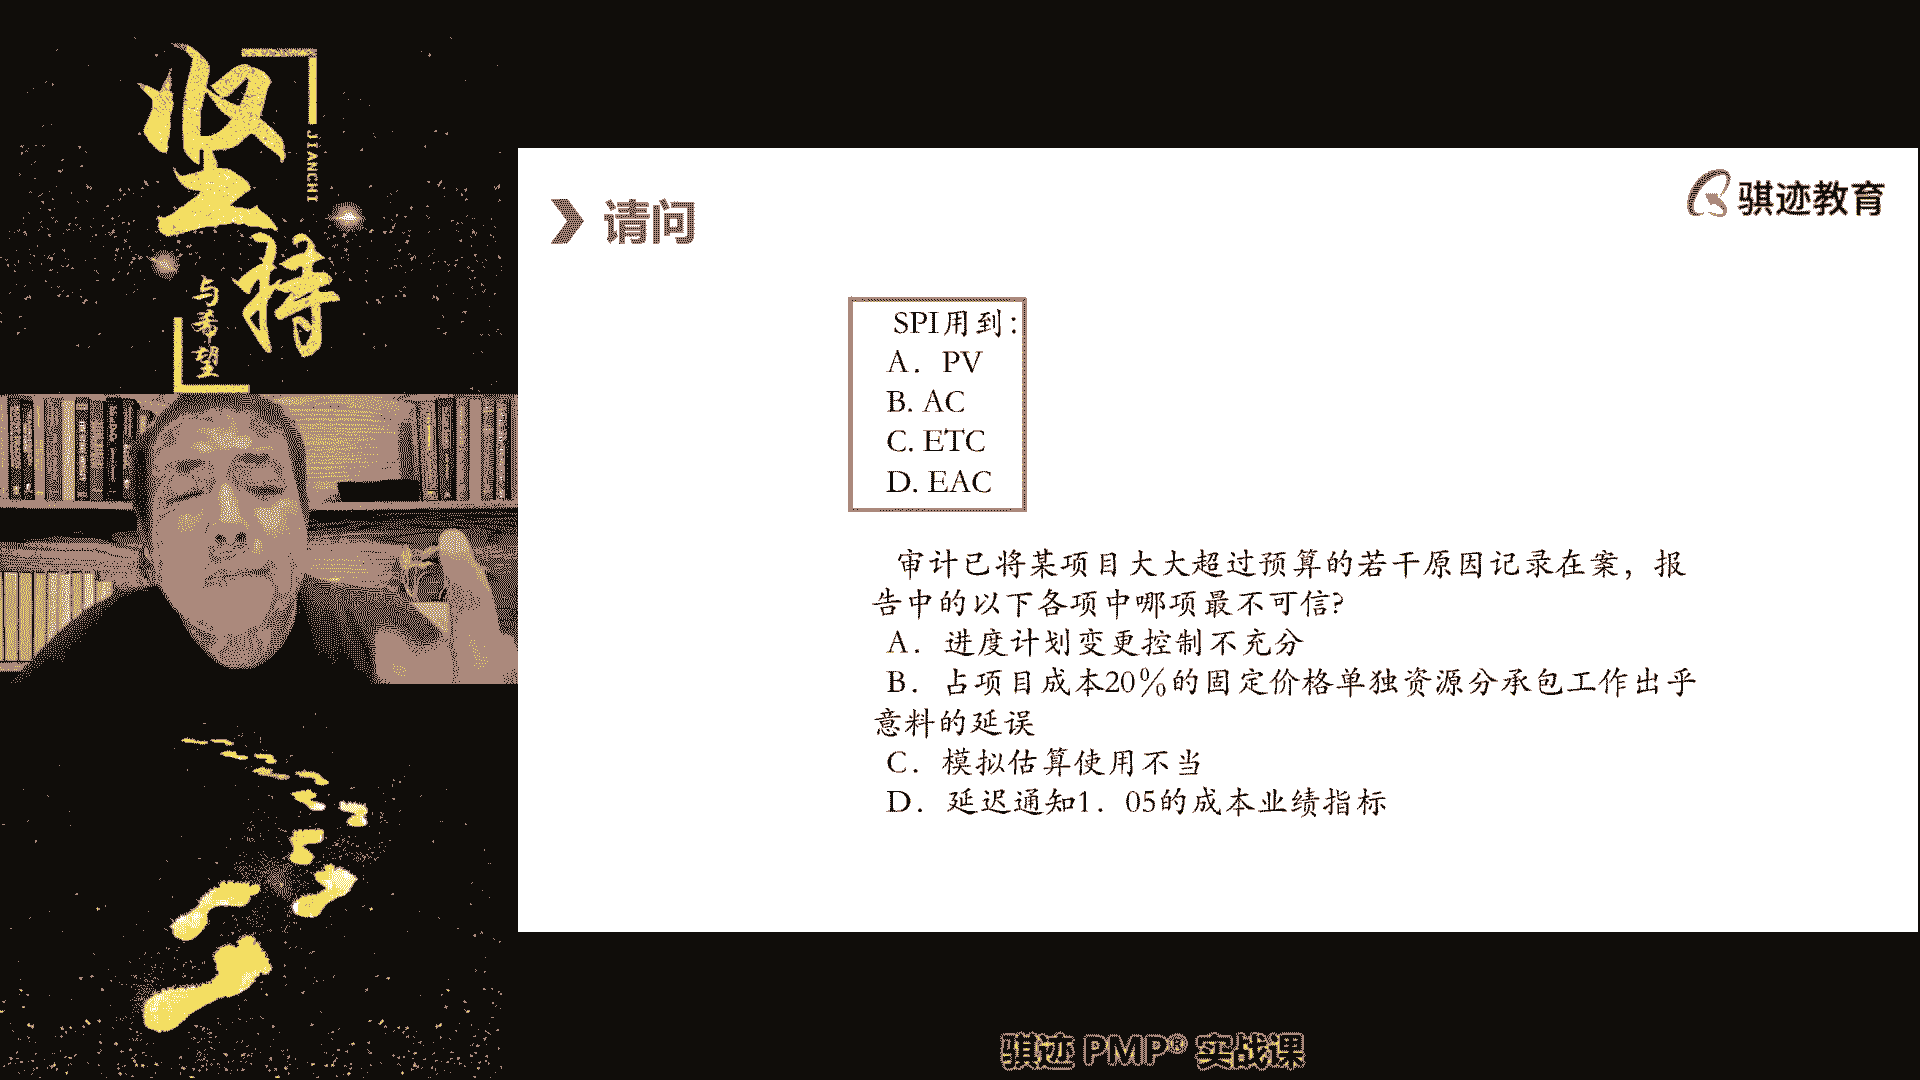 坚持
JIANCHI
与希望
请问
骐迹教育
SPI用到：
A．PV
B. AC
C. ETC
D. EAC
审计已将某项目大大超过预算的若干原因记录在案，报
告中的以下各项中哪项最不可信?
A．进度计划变更控制不充分
B．占项目成本20％的固定价格单独资源分承包工作出乎
意料的延误
C．模拟估算使用不当
D．延迟通知1．05的成本业绩指标
骐迹 PMP® 实战课